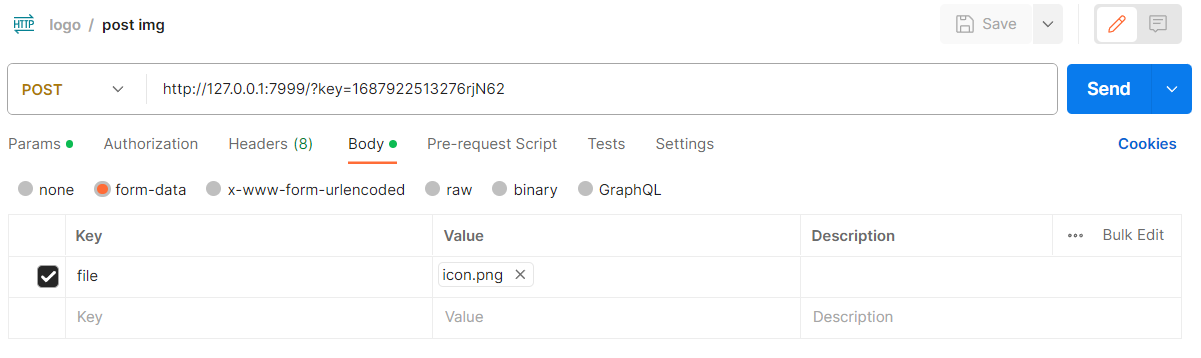 HTTP logo / post img Save
POST http://127.0.0.1:7999/?key=1687922513276rjN62 Send
Params Authorization Headers (8) Body Pre-request Script Tests Settings Cookies
none form-data x-www-form-urlencoded raw binary GraphQL
Key Value Description Bulk Edit
file icon.png
Key Value Description